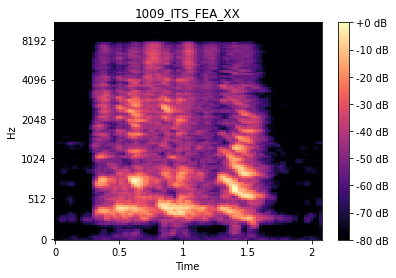 1009_ITS_FEA_XX
+0 dB
8192
-10 dB
4096
-20 dB
-30 dB
2048
Hz
-40 dB
1024
-50 dB
512
-60 dB
-70 dB
0
-80 dB
0
0.5
1
1.5
2
Time